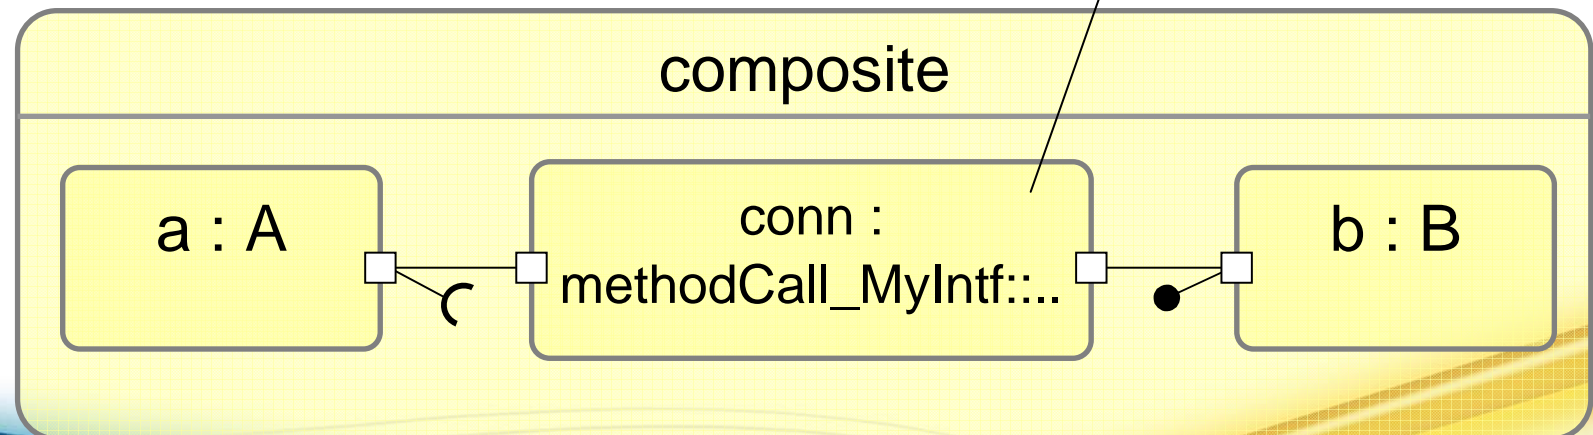 composite
a : A
conn :
methodCall_MyIntf::..
b : B